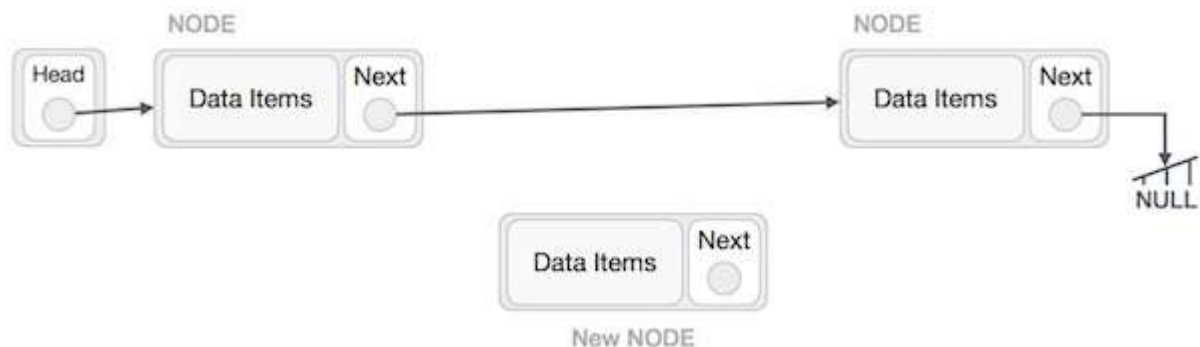 NODE
NODE
Head
Data Items
Next
Data Items
Next
NULL
Data Items
Next
New NODE